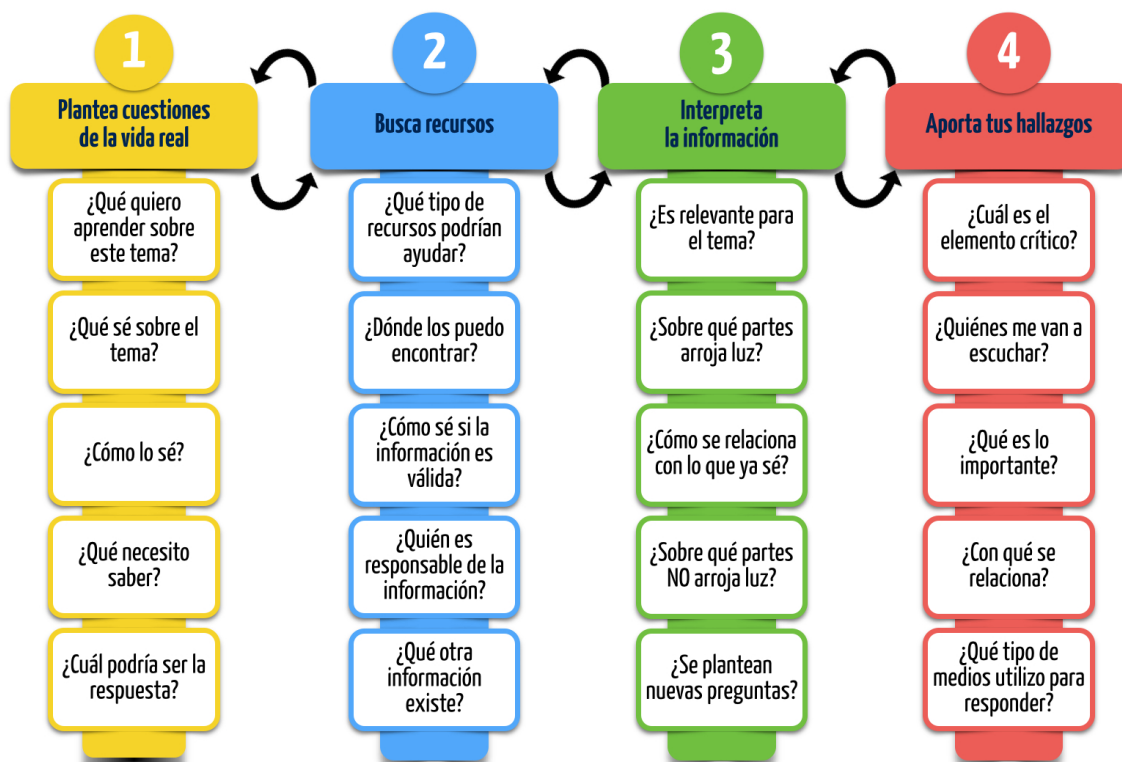 1
Plantea cuestiones
de la vida real
¿Qué quiero
aprender sobre
este tema?
¿Qué sé sobre el
tema?
¿Cómo lo sé?
¿Qué necesito
saber?
¿Cuál podría ser la
respuesta?
2
Busca recursos
¿Qué tipo de
recursos podrían
ayudar?
¿Dónde los puedo
encontrar?
¿Cómo sé si la
información es
válida?
¿Quién es
responsable de la
información?
¿Qué otra
información
existe?
3
Interpreta
la información
¿Es relevante para
el tema?
¿Sobre qué partes
arroja luz?
¿Cómo se relaciona
con lo que ya sé?
¿Sobre qué partes
NO arroja luz?
¿Se plantean
nuevas preguntas?
4
Aporta tus hallazgos
¿Cuál es el
elemento crítico?
¿Quiénes me van a
escuchar?
¿Qué es lo
importante?
¿Con qué se
relaciona?
¿Qué tipo de
medios utilizo para
responder?